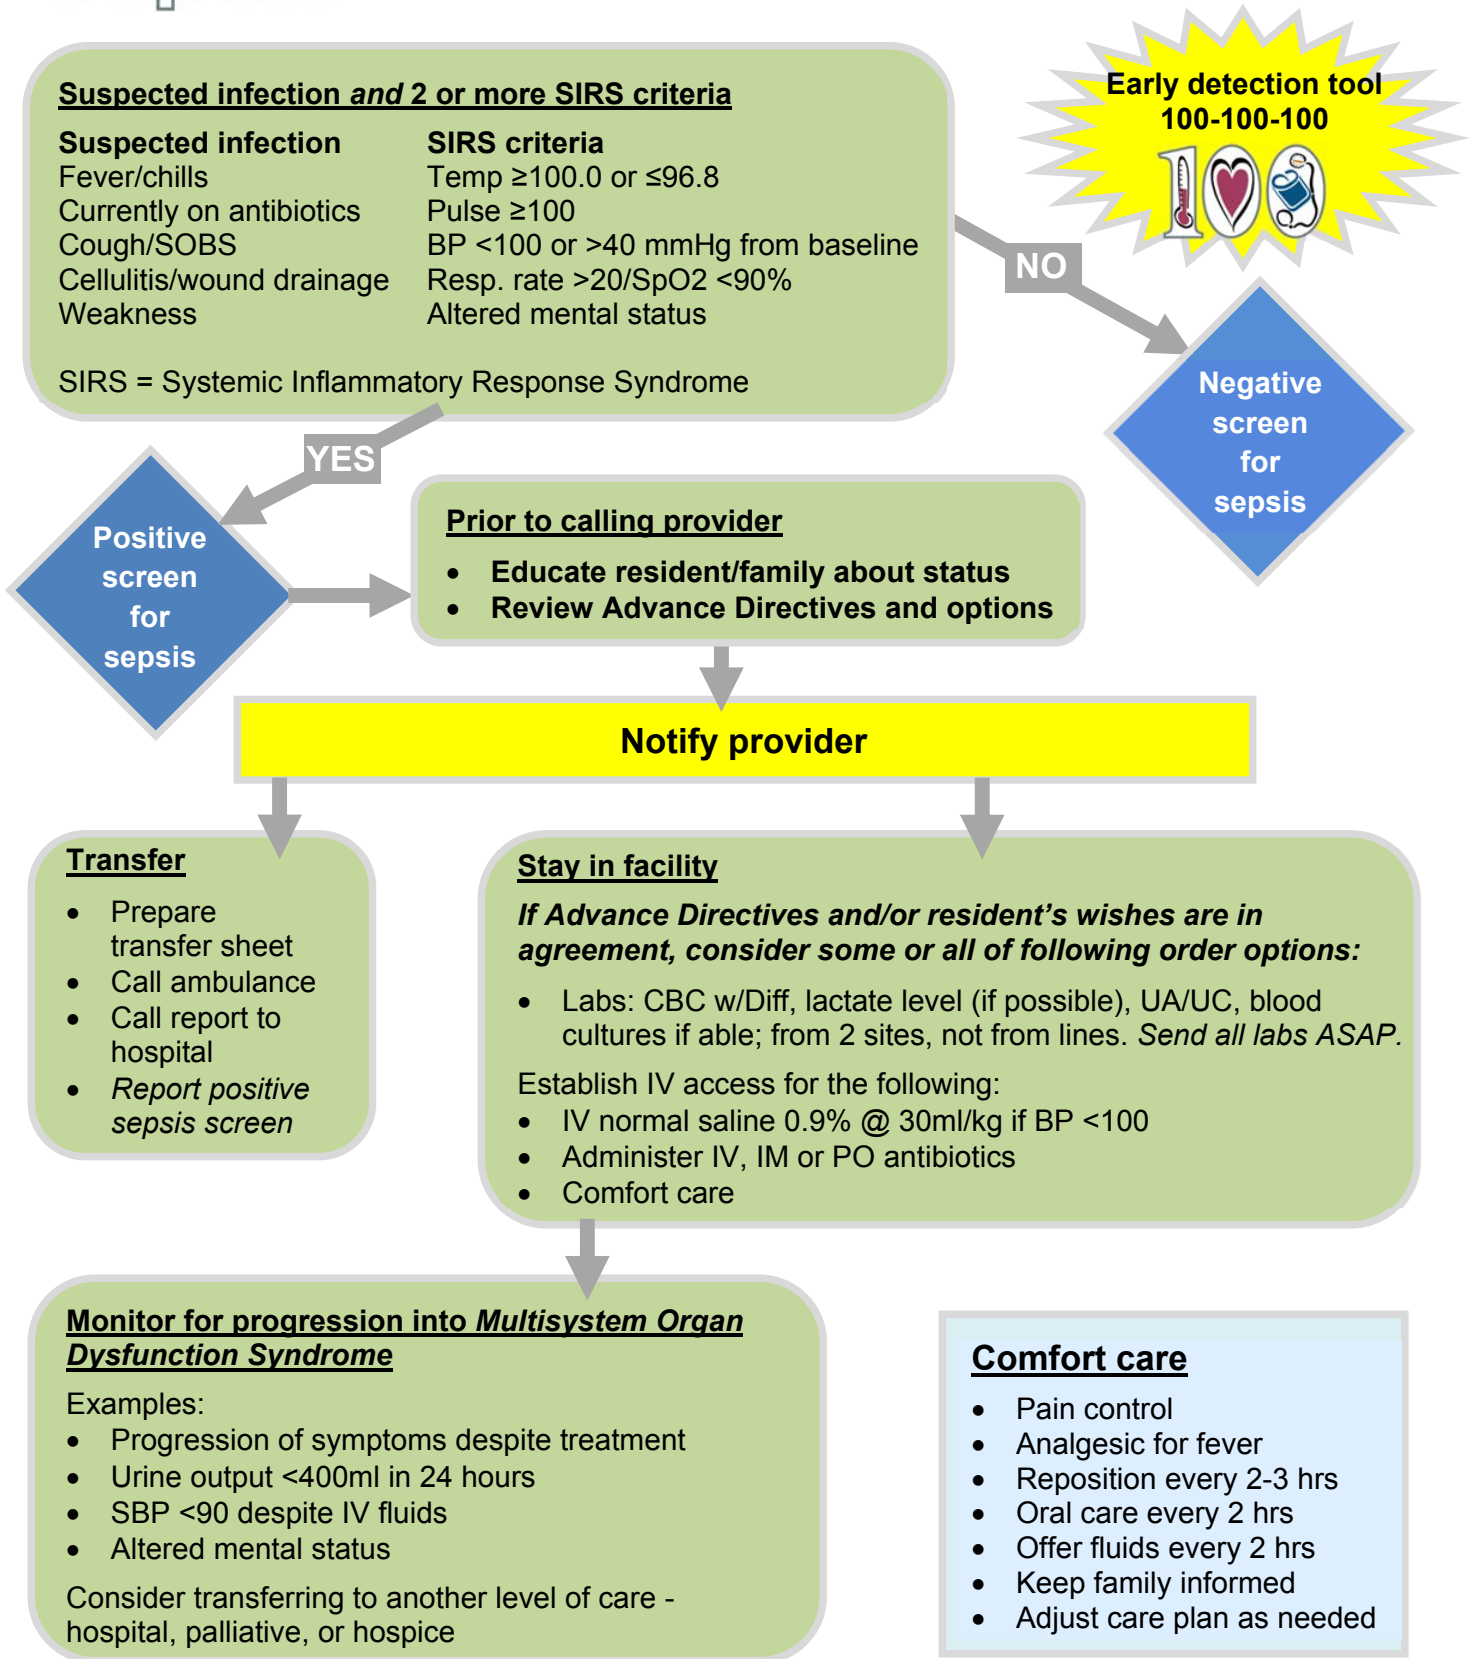 Suspected infection and 2 or more SIRS criteria
Suspected infection SIRS criteria
Fever/chills Temp ≥100.0 or ≤96.8
Currently on antibiotics Pulse ≥100
Cough/SOBS BP <100 or >40 mmHg from baseline
Cellulitis/wound drainage Resp. rate >20/SpO2 <90%
Weakness Altered mental status
SIRS = Systemic Inflammatory Response Syndrome
Early detection tool
100-100-100
100
NO
Negative
screen
for
sepsis
YES
Positive
screen
for
sepsis
Prior to calling provider
• Educate resident/family about status
• Review Advance Directives and options
Notify provider
Transfer
• Prepare
transfer sheet
• Call ambulance
• Call report to
hospital
• Report positive
sepsis screen
Stay in facility
If Advance Directives and/or resident’s wishes are in
agreement, consider some or all of following order options:
• Labs: CBC w/Diff, lactate level (if possible), UA/UC, blood
cultures if able; from 2 sites, not from lines. Send all labs ASAP.
Establish IV access for the following:
• IV normal saline 0.9% @ 30ml/kg if BP <100
• Administer IV, IM or PO antibiotics
• Comfort care
Monitor for progression into Multisystem Organ
Dysfunction Syndrome
Examples:
• Progression of symptoms despite treatment
• Urine output <400ml in 24 hours
• SBP <90 despite IV fluids
• Altered mental status
Consider transferring to another level of care -
hospital, palliative, or hospice
Comfort care
• Pain control
• Analgesic for fever
• Reposition every 2-3 hrs
• Oral care every 2 hrs
• Offer fluids every 2 hrs
• Keep family informed
• Adjust care plan as needed